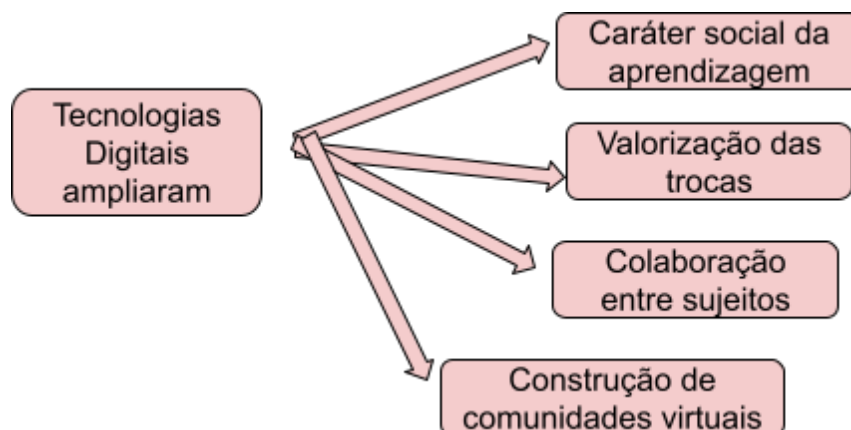 Tecnologias
Digitais
ampliaram
Caráter social da
aprendizagem
Valorização das
trocas
Colaboração
entre sujeitos
Construção de
comunidades virtuais